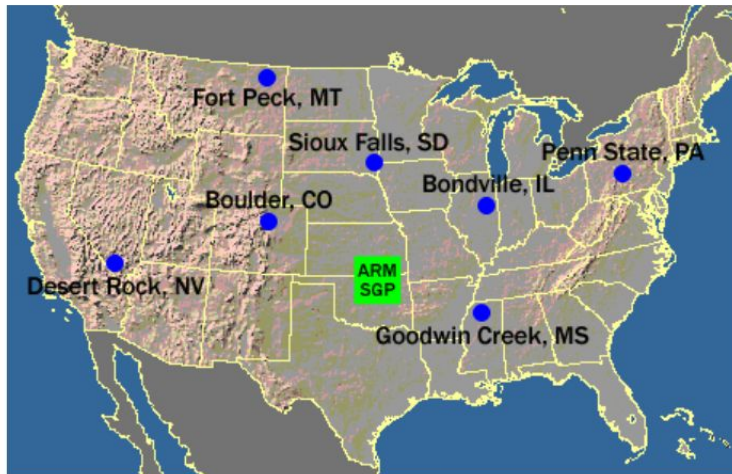 Fort Peck, MT
Sioux Falls, SD
Penn State, PA
Bondville, IL
Boulder, CO
ARM
SGP
Desert Rock, NV
Goodwin Creek, MS